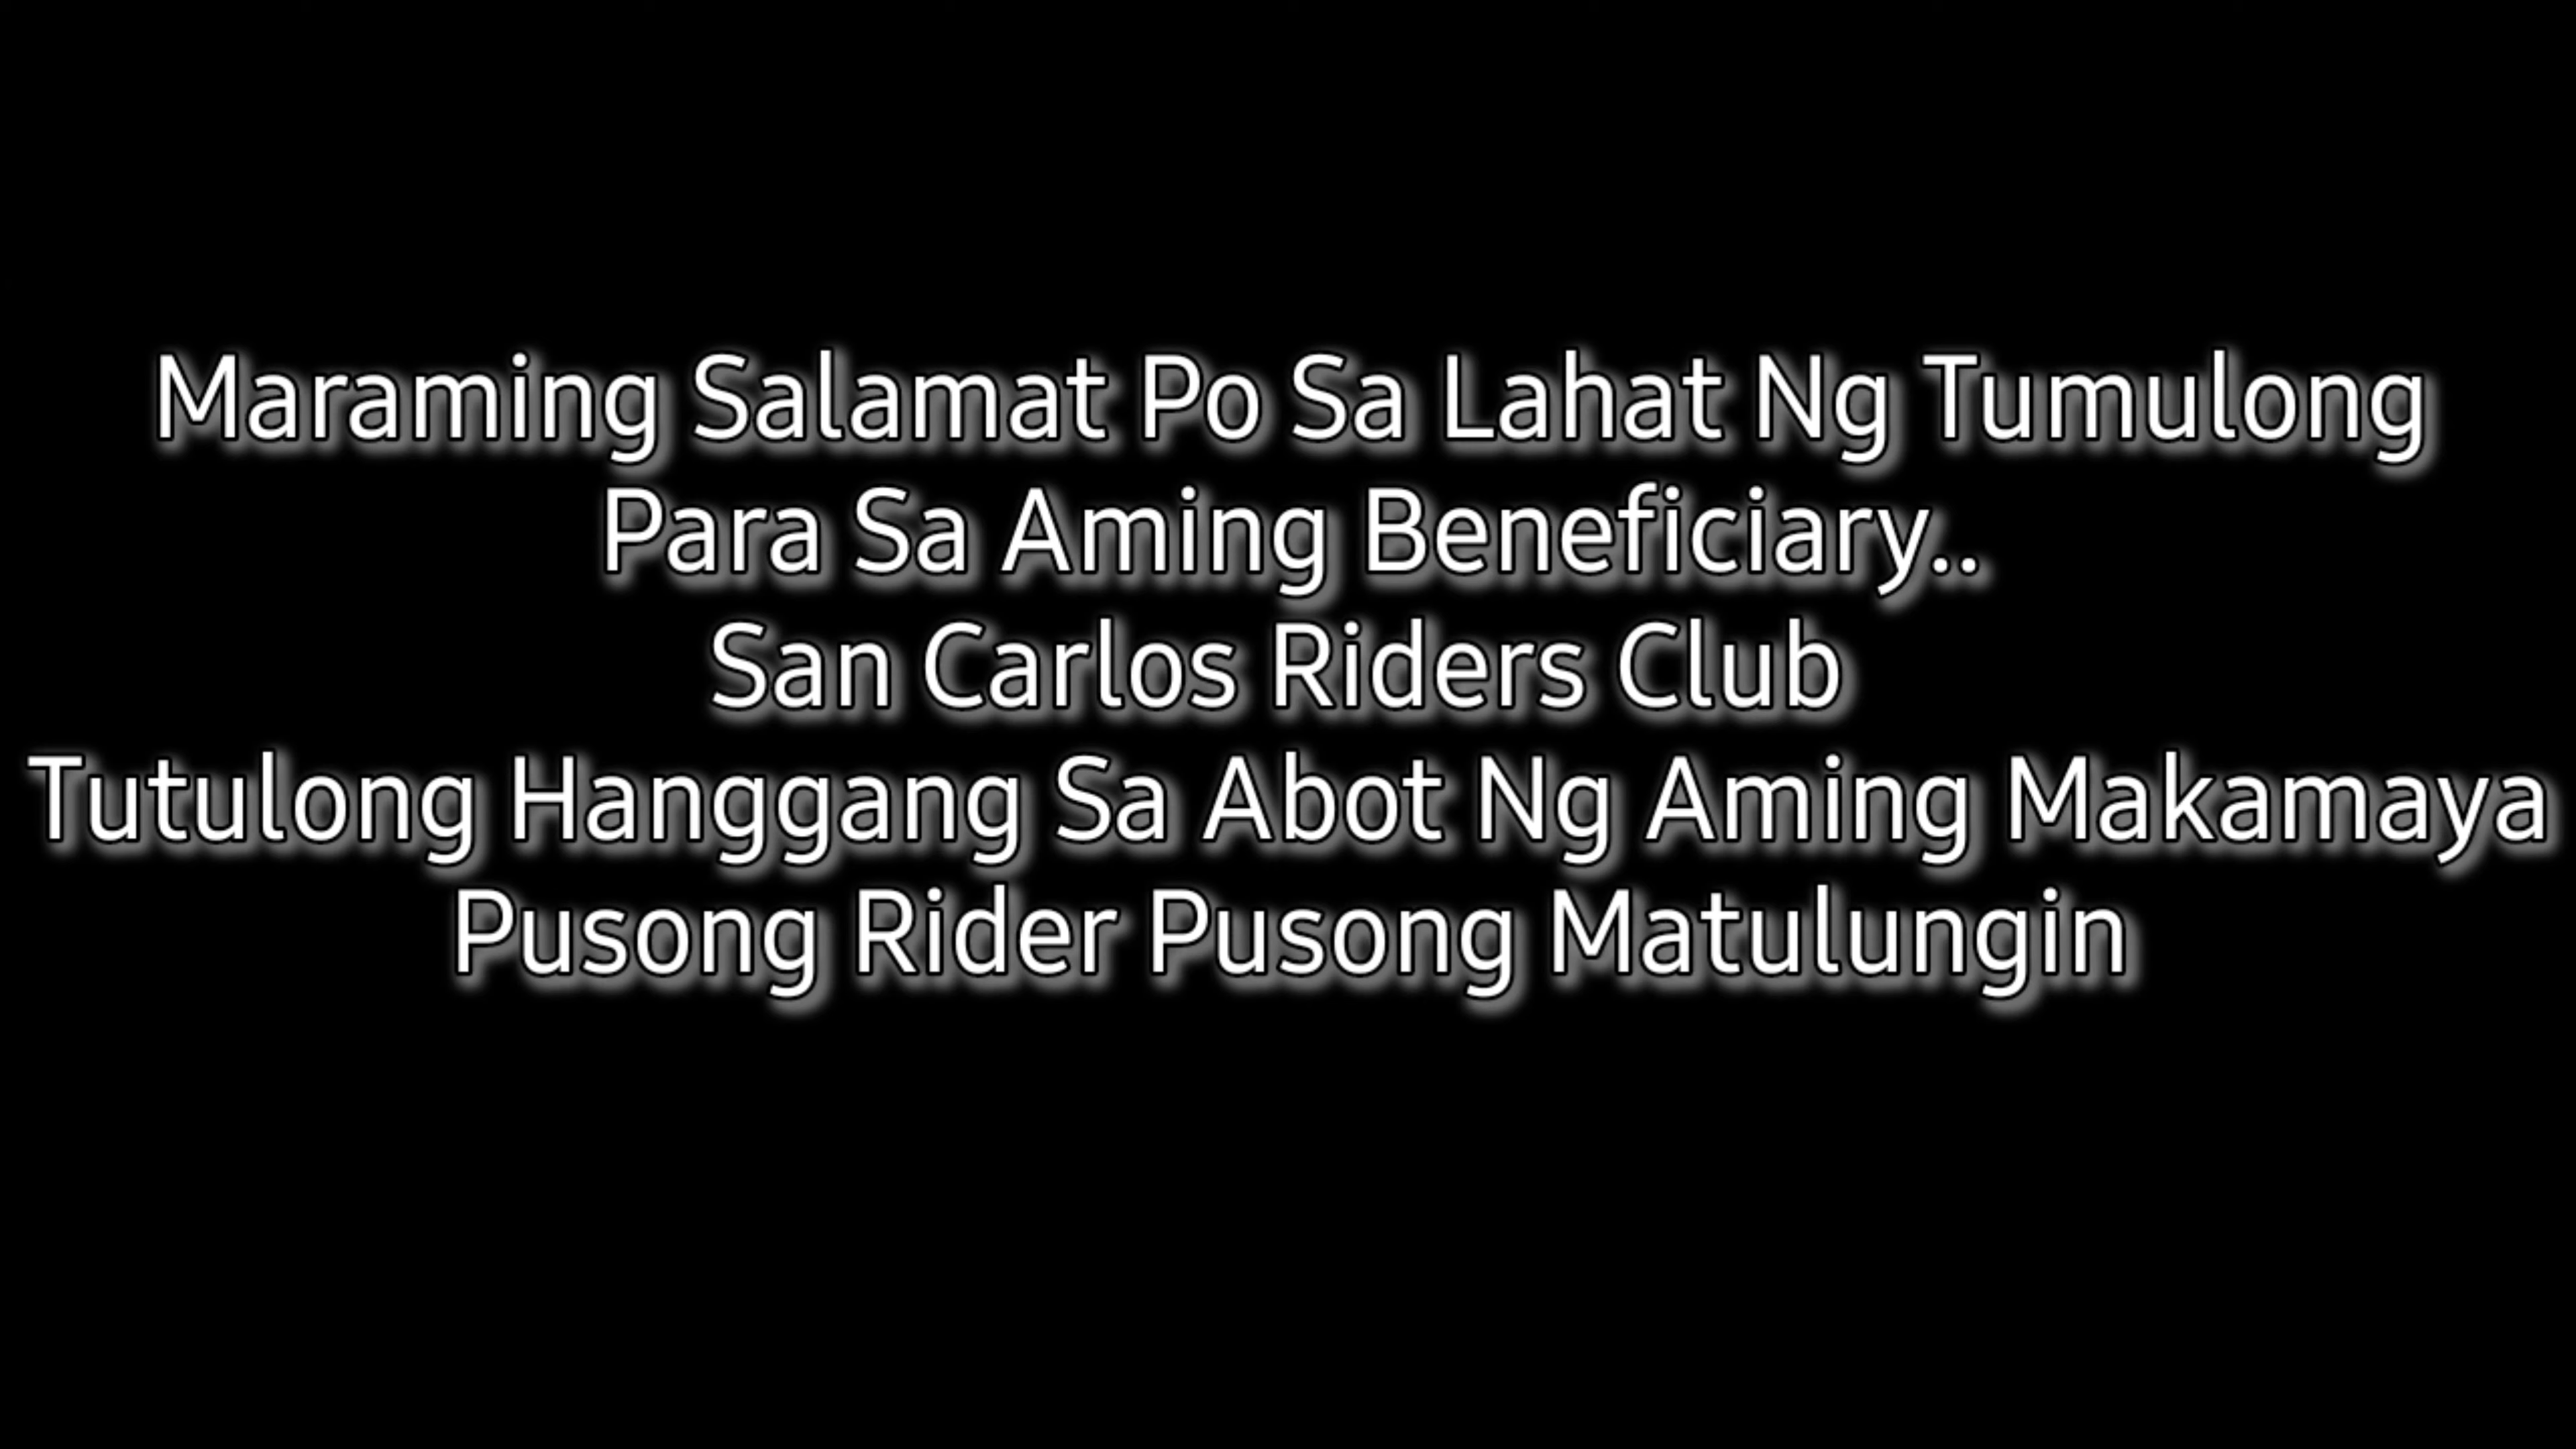 Maraming Salamat Po Sa Lahat Ng Tumulong
Para Sa Aming Beneficiary..
San Carlos Riders Club
Tutulong Hanggang Sa Abot Ng Aming Makamaya
Pusong Rider Pusong Matulungin